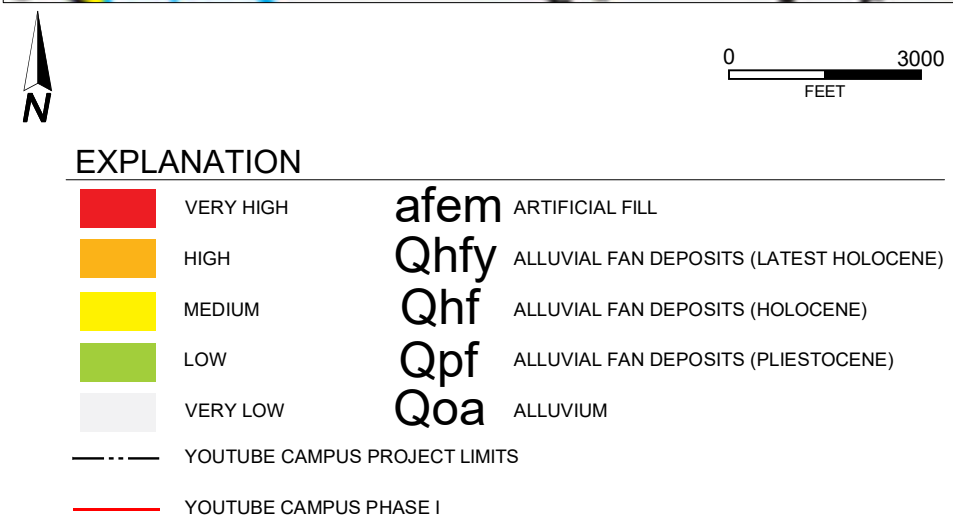 N
0 3000
FEET
EXPLANATION
VERY HIGH afem ARTIFICIAL FILL
HIGH Qhfy ALLUVIAL FAN DEPOSITS (LATEST HOLOCENE)
MEDIUM Qhf ALLUVIAL FAN DEPOSITS (HOLOCENE)
LOW Qpf ALLUVIAL FAN DEPOSITS (PLIESTOCENE)
VERY LOW Qoa ALLUVIUM
YOUTUBE CAMPUS PROJECT LIMITS
YOUTUBE CAMPUS PHASE I